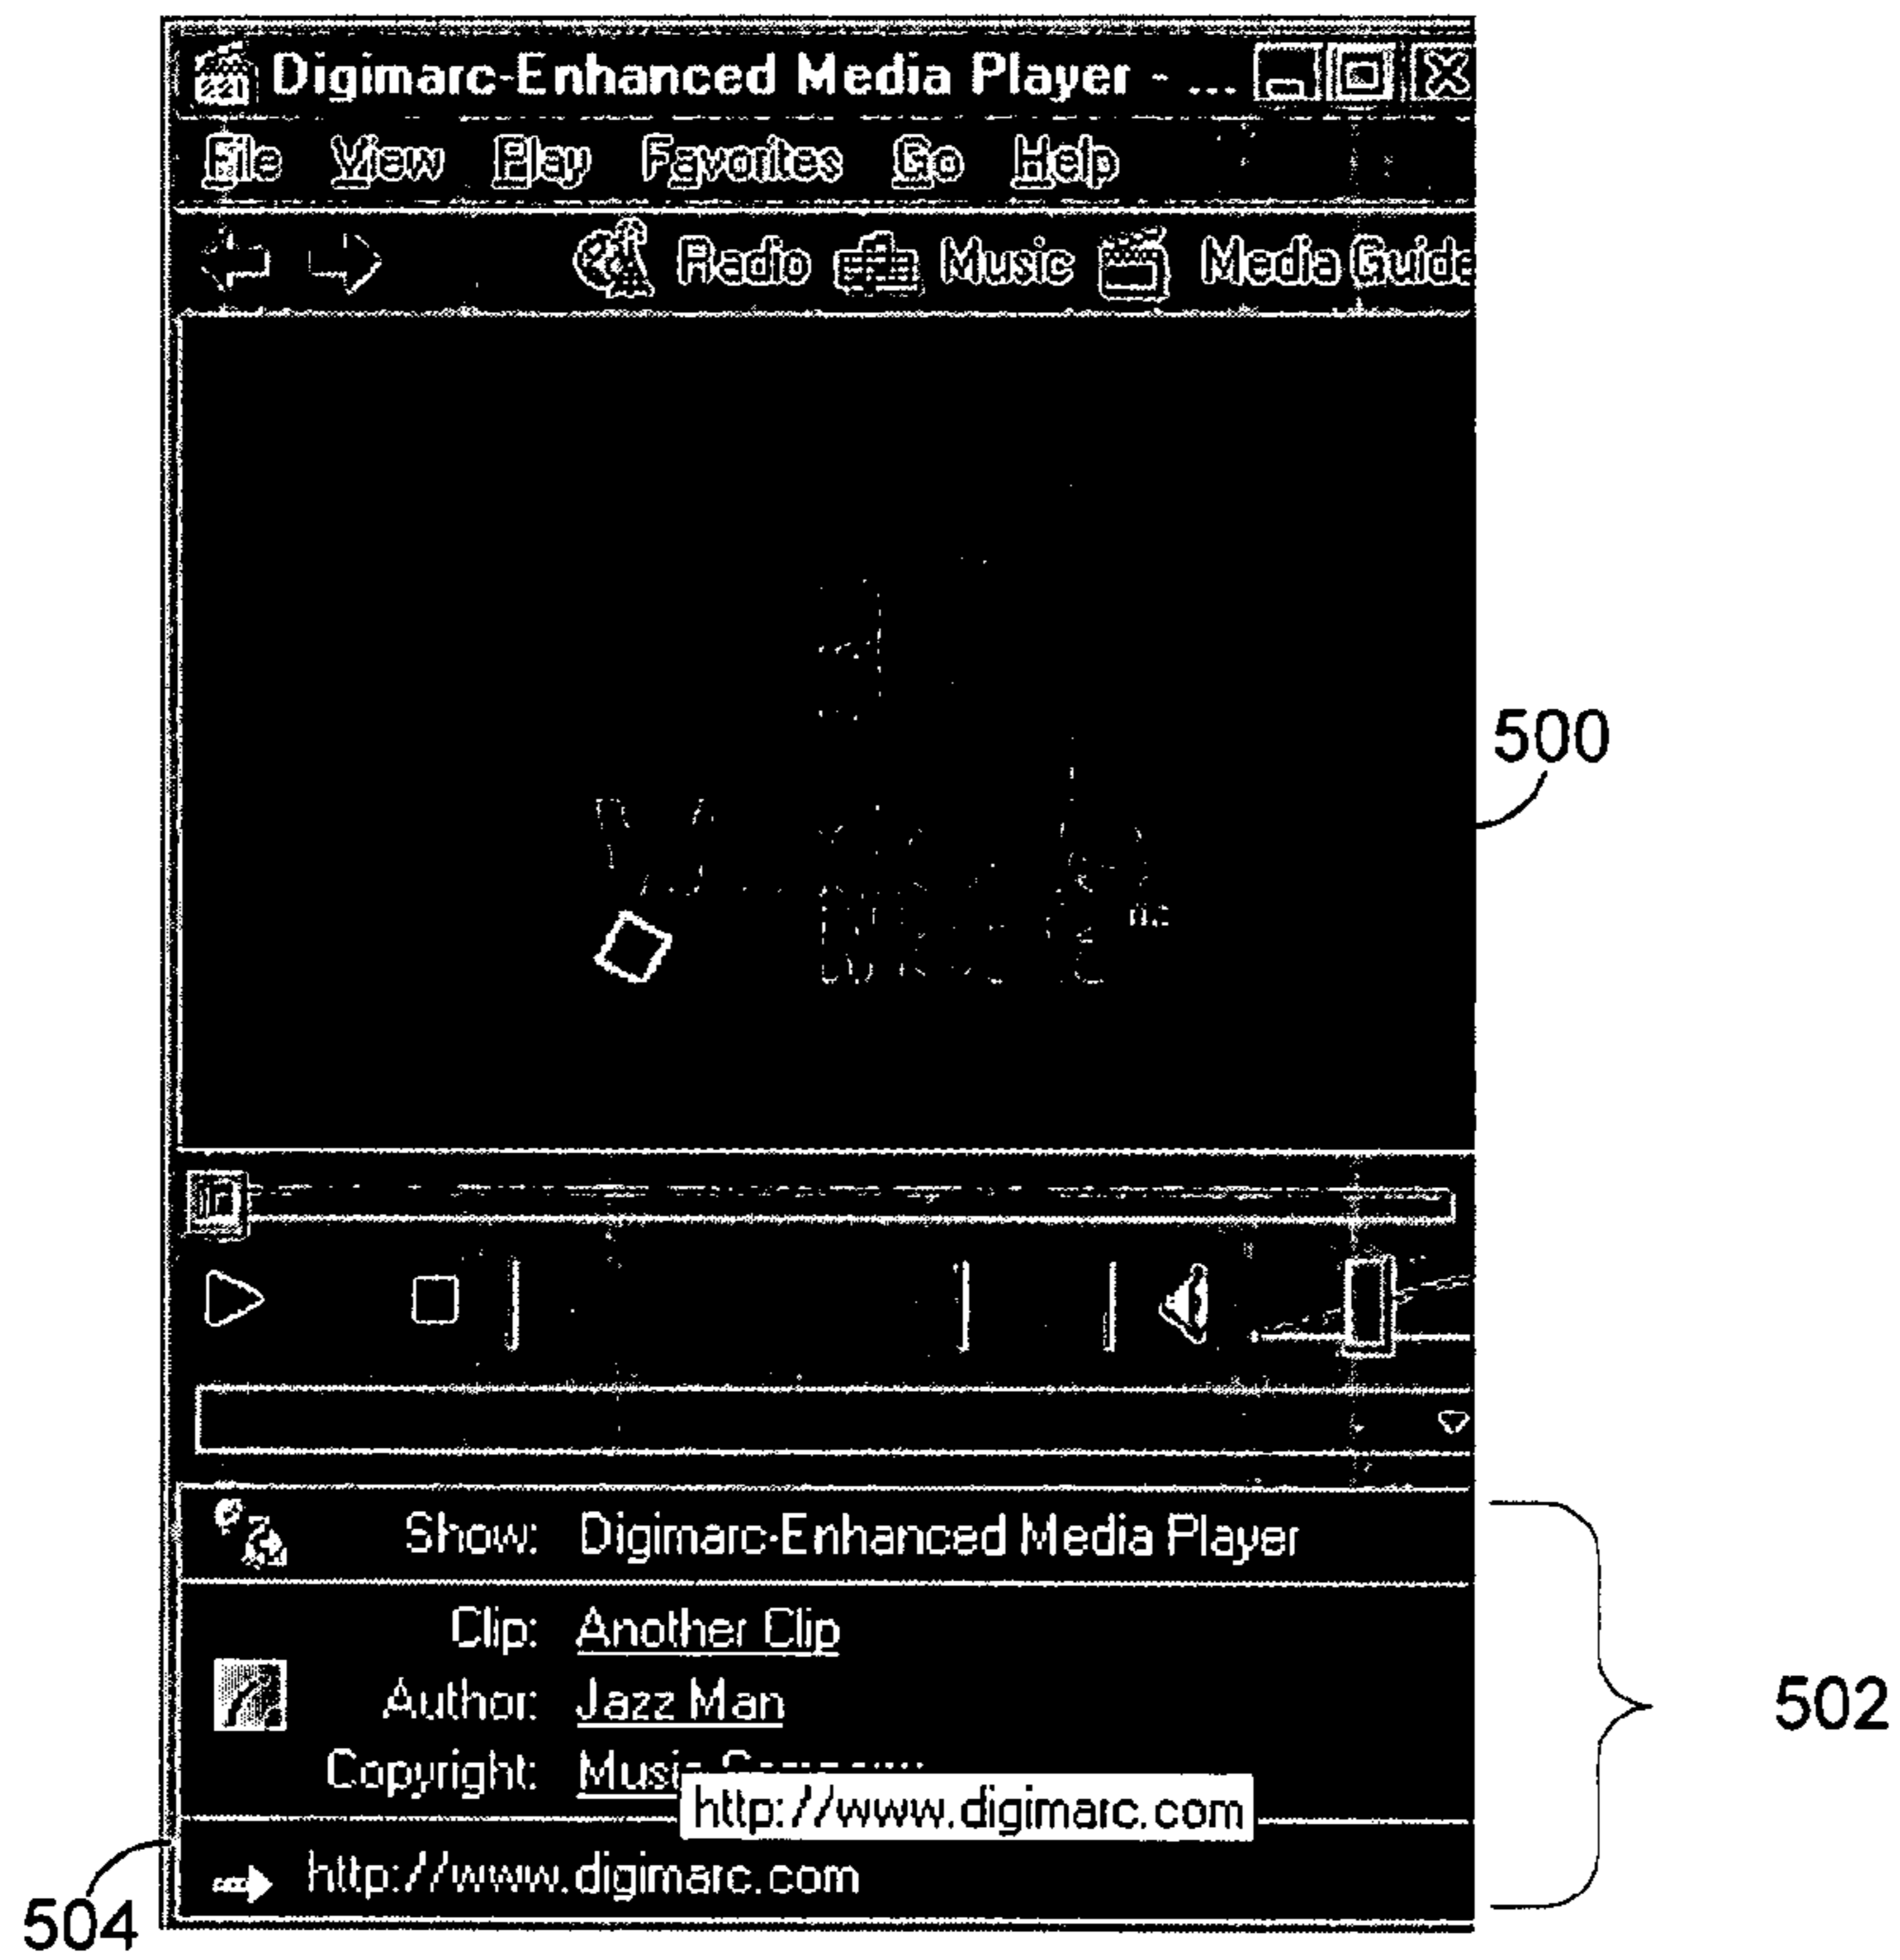 Digimarc-Enhanced Media Player - ...
File View Play Favorites Go Help
Radio Music Media Guide
500
Show: Digimarc-Enhanced Media Player
Clip: Another Clip
Author: Jazz Man
Copyright: Music
http://www.digimarc.com
502
http://www.digimarc.com
504